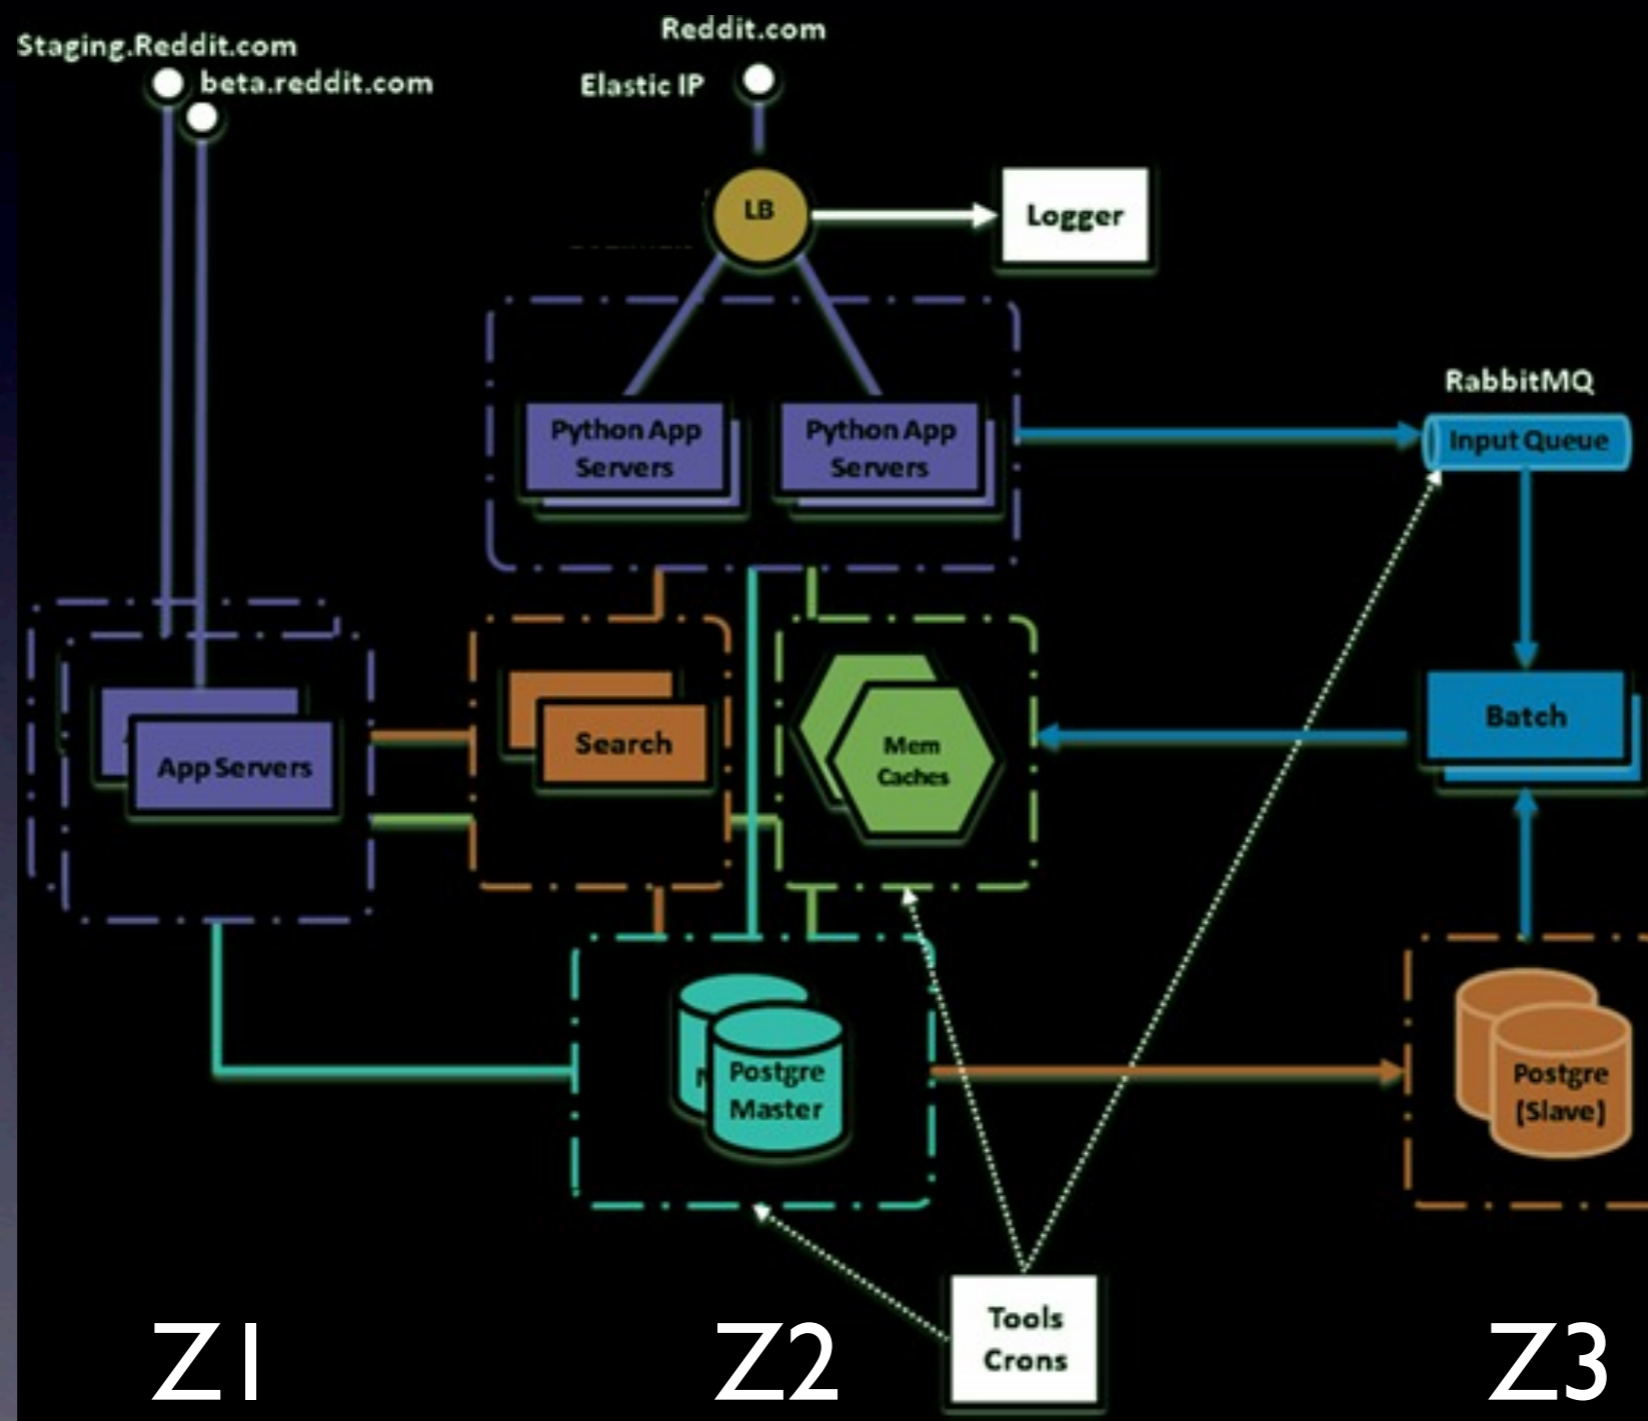 Staging.Reddit.com
beta.reddit.com
Reddit.com
Elastic IP
LB
Logger
Python App
Servers
Python App
Servers
RabbitMQ
Input Queue
App Servers
Search
Mem
Caches
Batch
Postgre
Master
Postgre
(Slave)
Tools
Crons
Z1
Z2
Z3